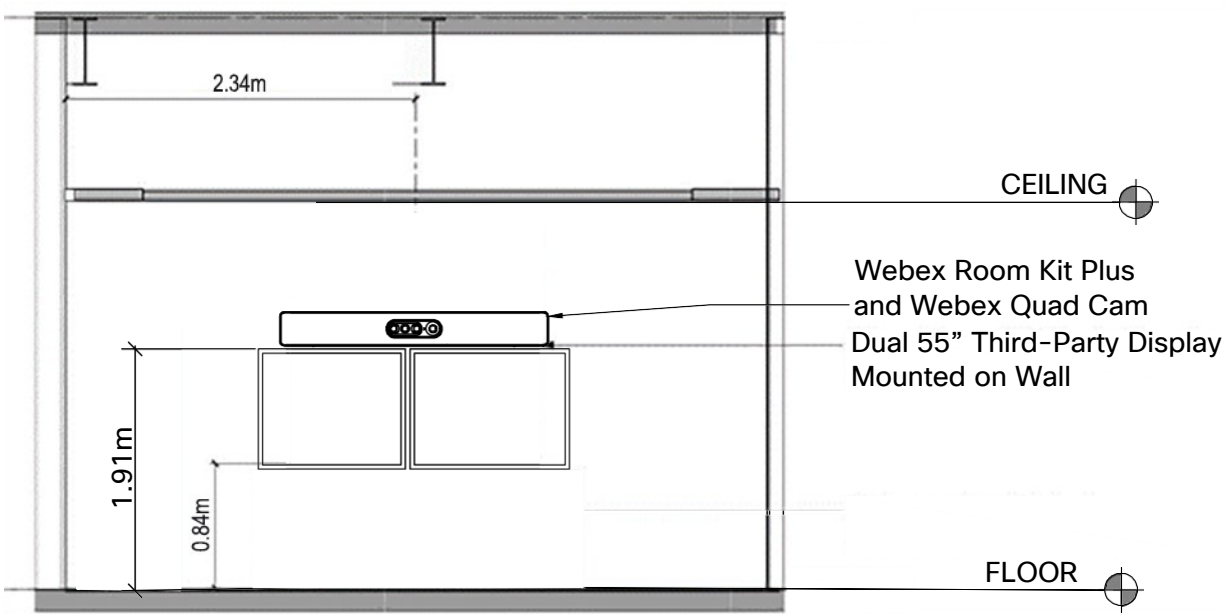 2.34m
CEILING
Webex Room Kit Plus
and Webex Quad Cam
Dual 55” Third-Party Display
Mounted on Wall
1.91m
0.84m
FLOOR